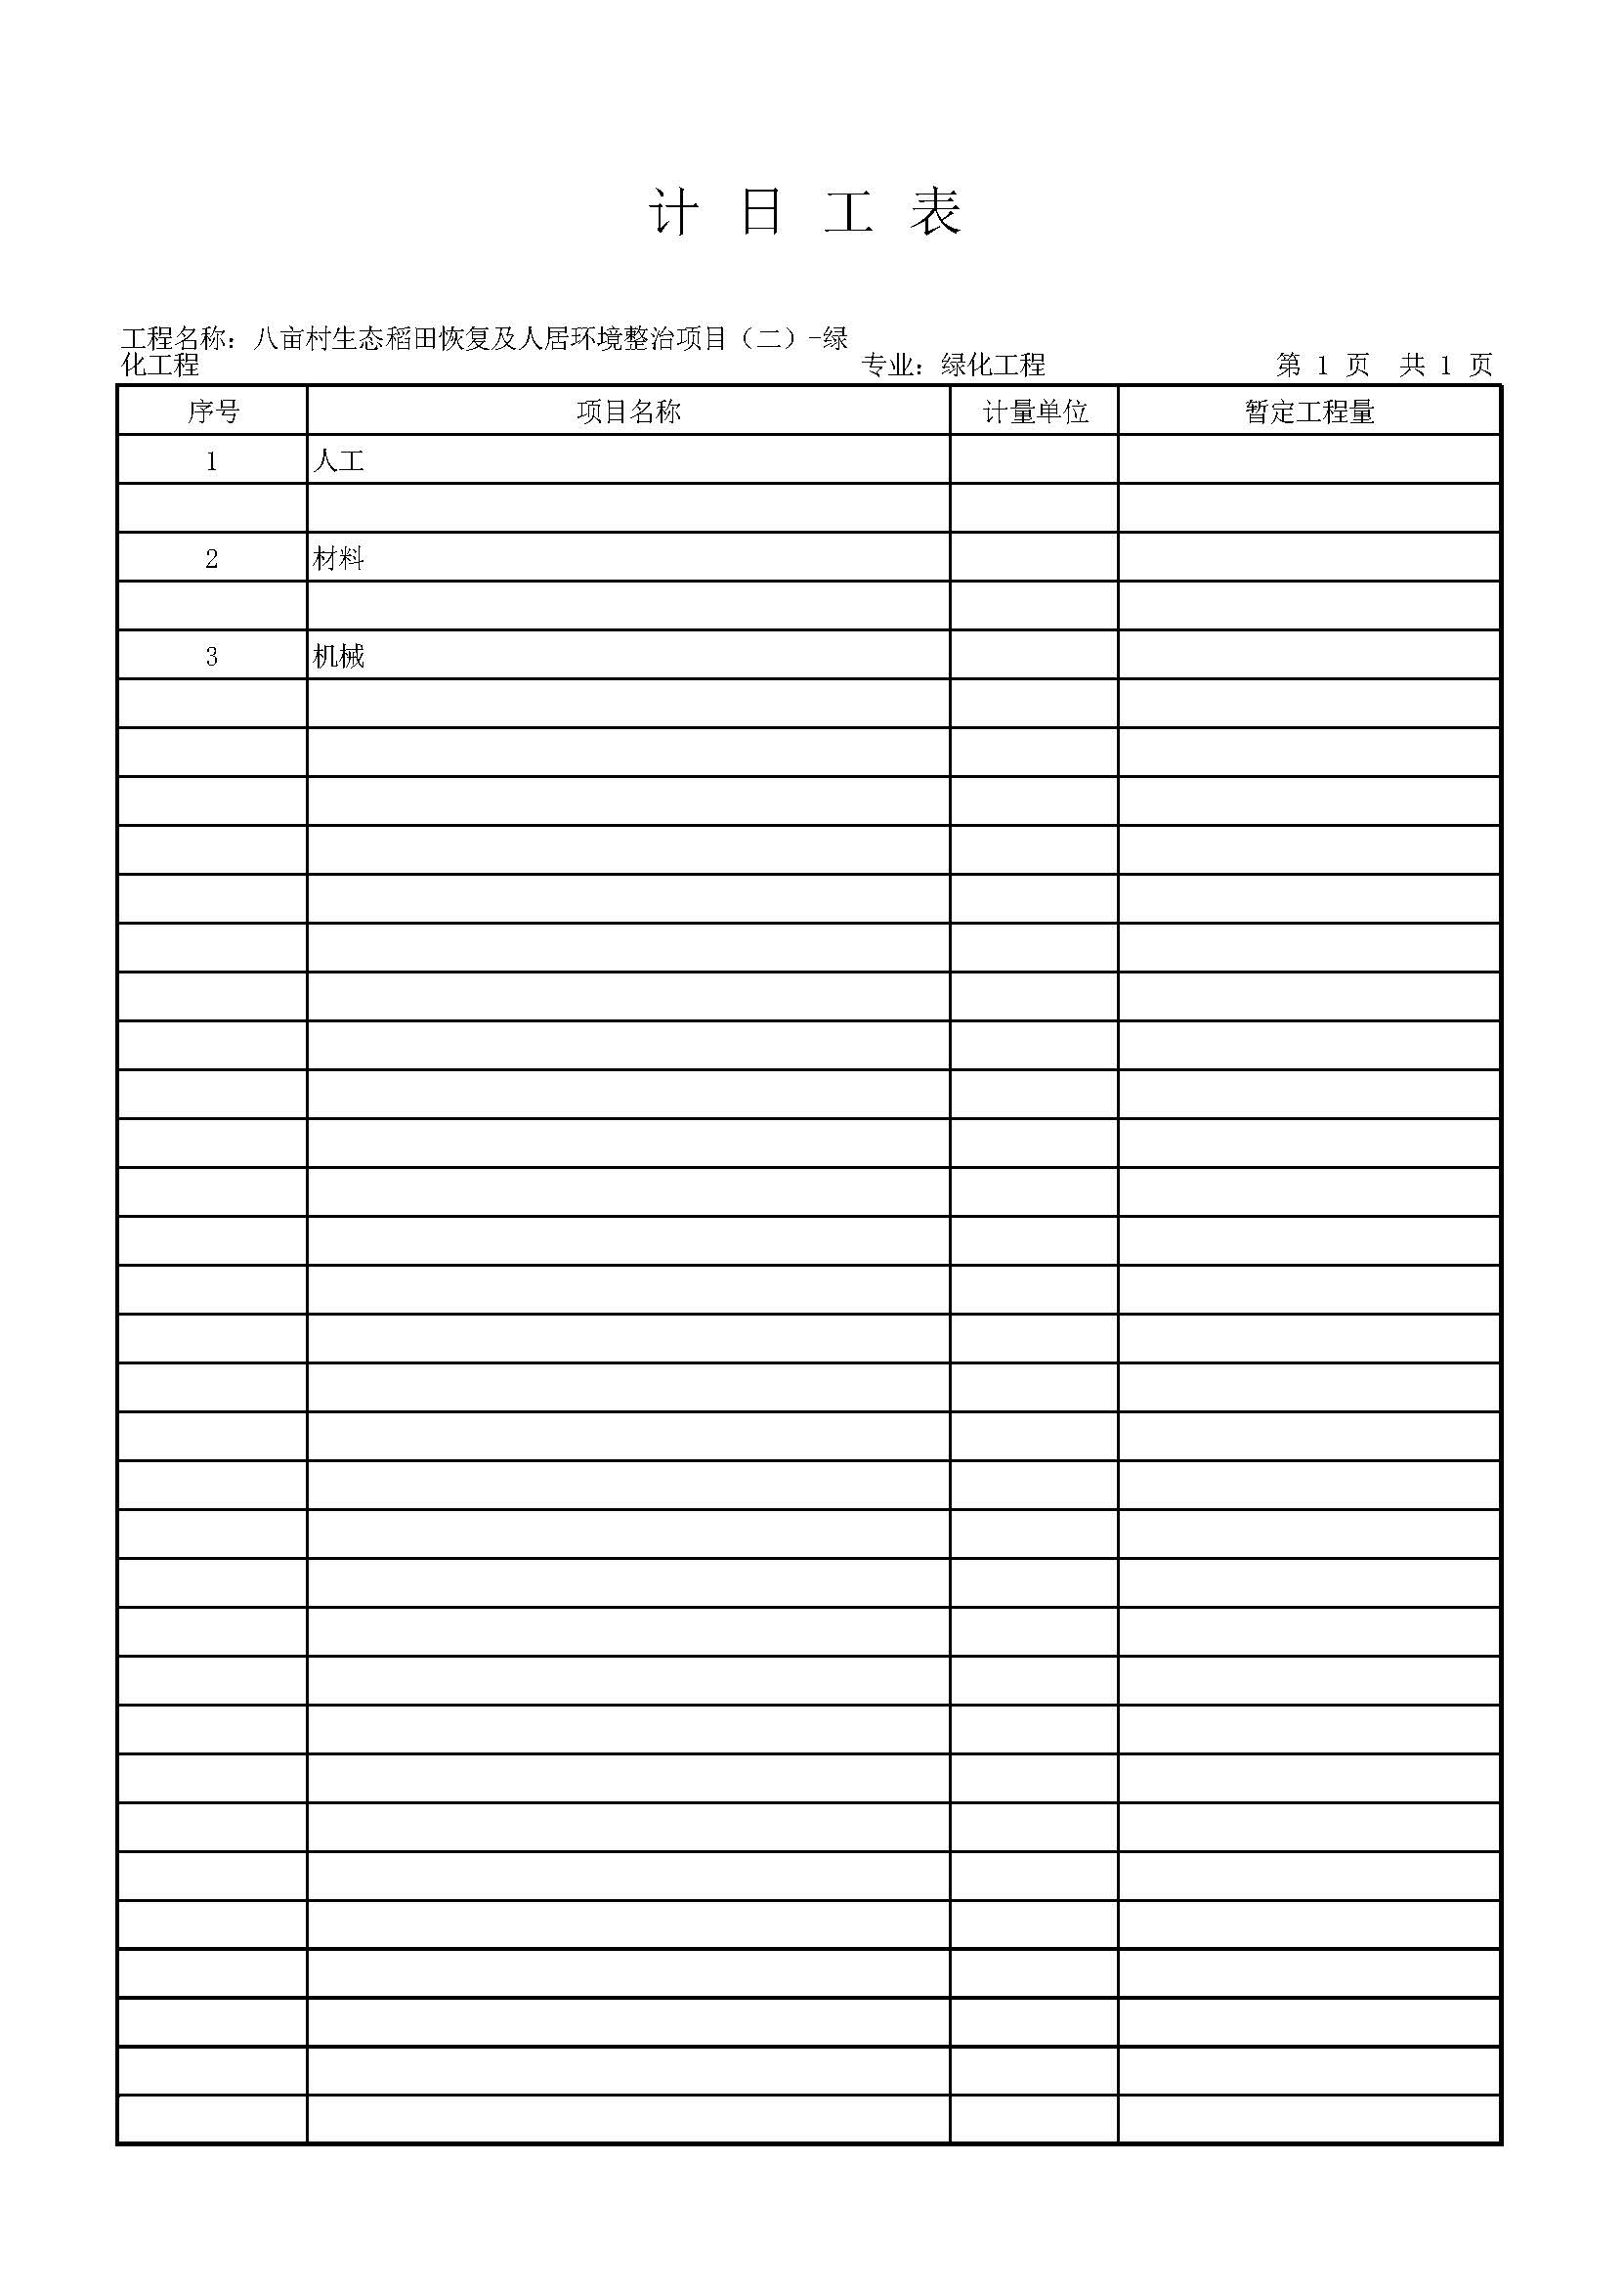 计 日 工 表
工程名称：八亩村生态稻田恢复及人居环境整治项目（二）-绿
化工程 专业：绿化工程 第 1 页 共 1 页
序号 项目名称 计量单位 暂定工程量
1 人工
2 材料
3 机械